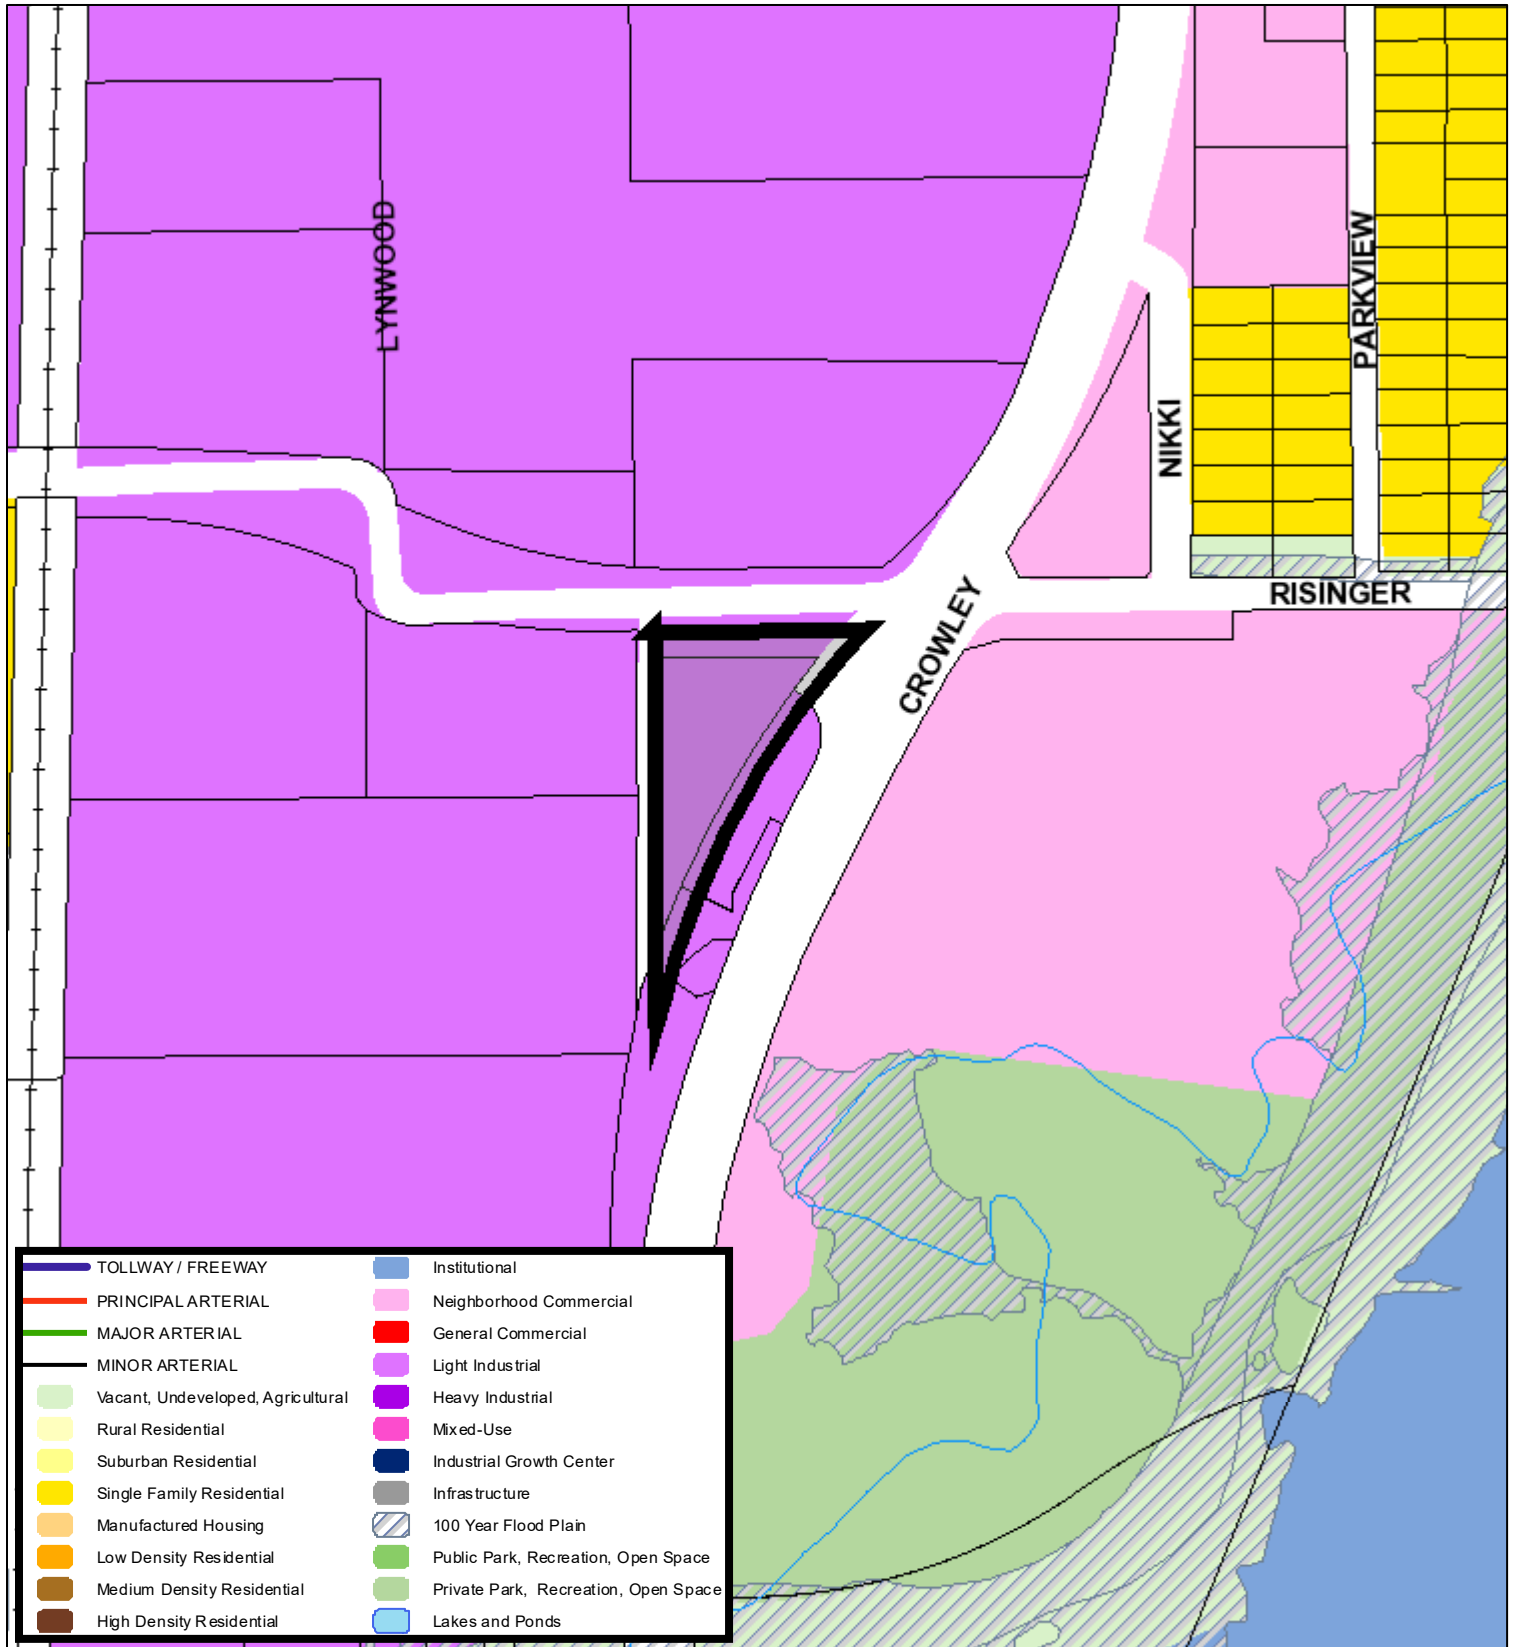 LYNWOOD
PARKVIEW
NIKKI
RISINGER
CROWLEY
TOLLWAY / FREEWAY
PRINCIPAL ARTERIAL
MAJOR ARTERIAL
MINOR ARTERIAL
Vacant, Undeveloped, Agricultural
Rural Residential
Suburban Residential
Single Family Residential
Manufactured Housing
Low Density Residential
Medium Density Residential
High Density Residential
Institutional
Neighborhood Commercial
General Commercial
Light Industrial
Heavy Industrial
Mixed-Use
Industrial Growth Center
Infrastructure
100 Year Flood Plain
Public Park, Recreation, Open Space
Private Park, Recreation, Open Space
Lakes and Ponds